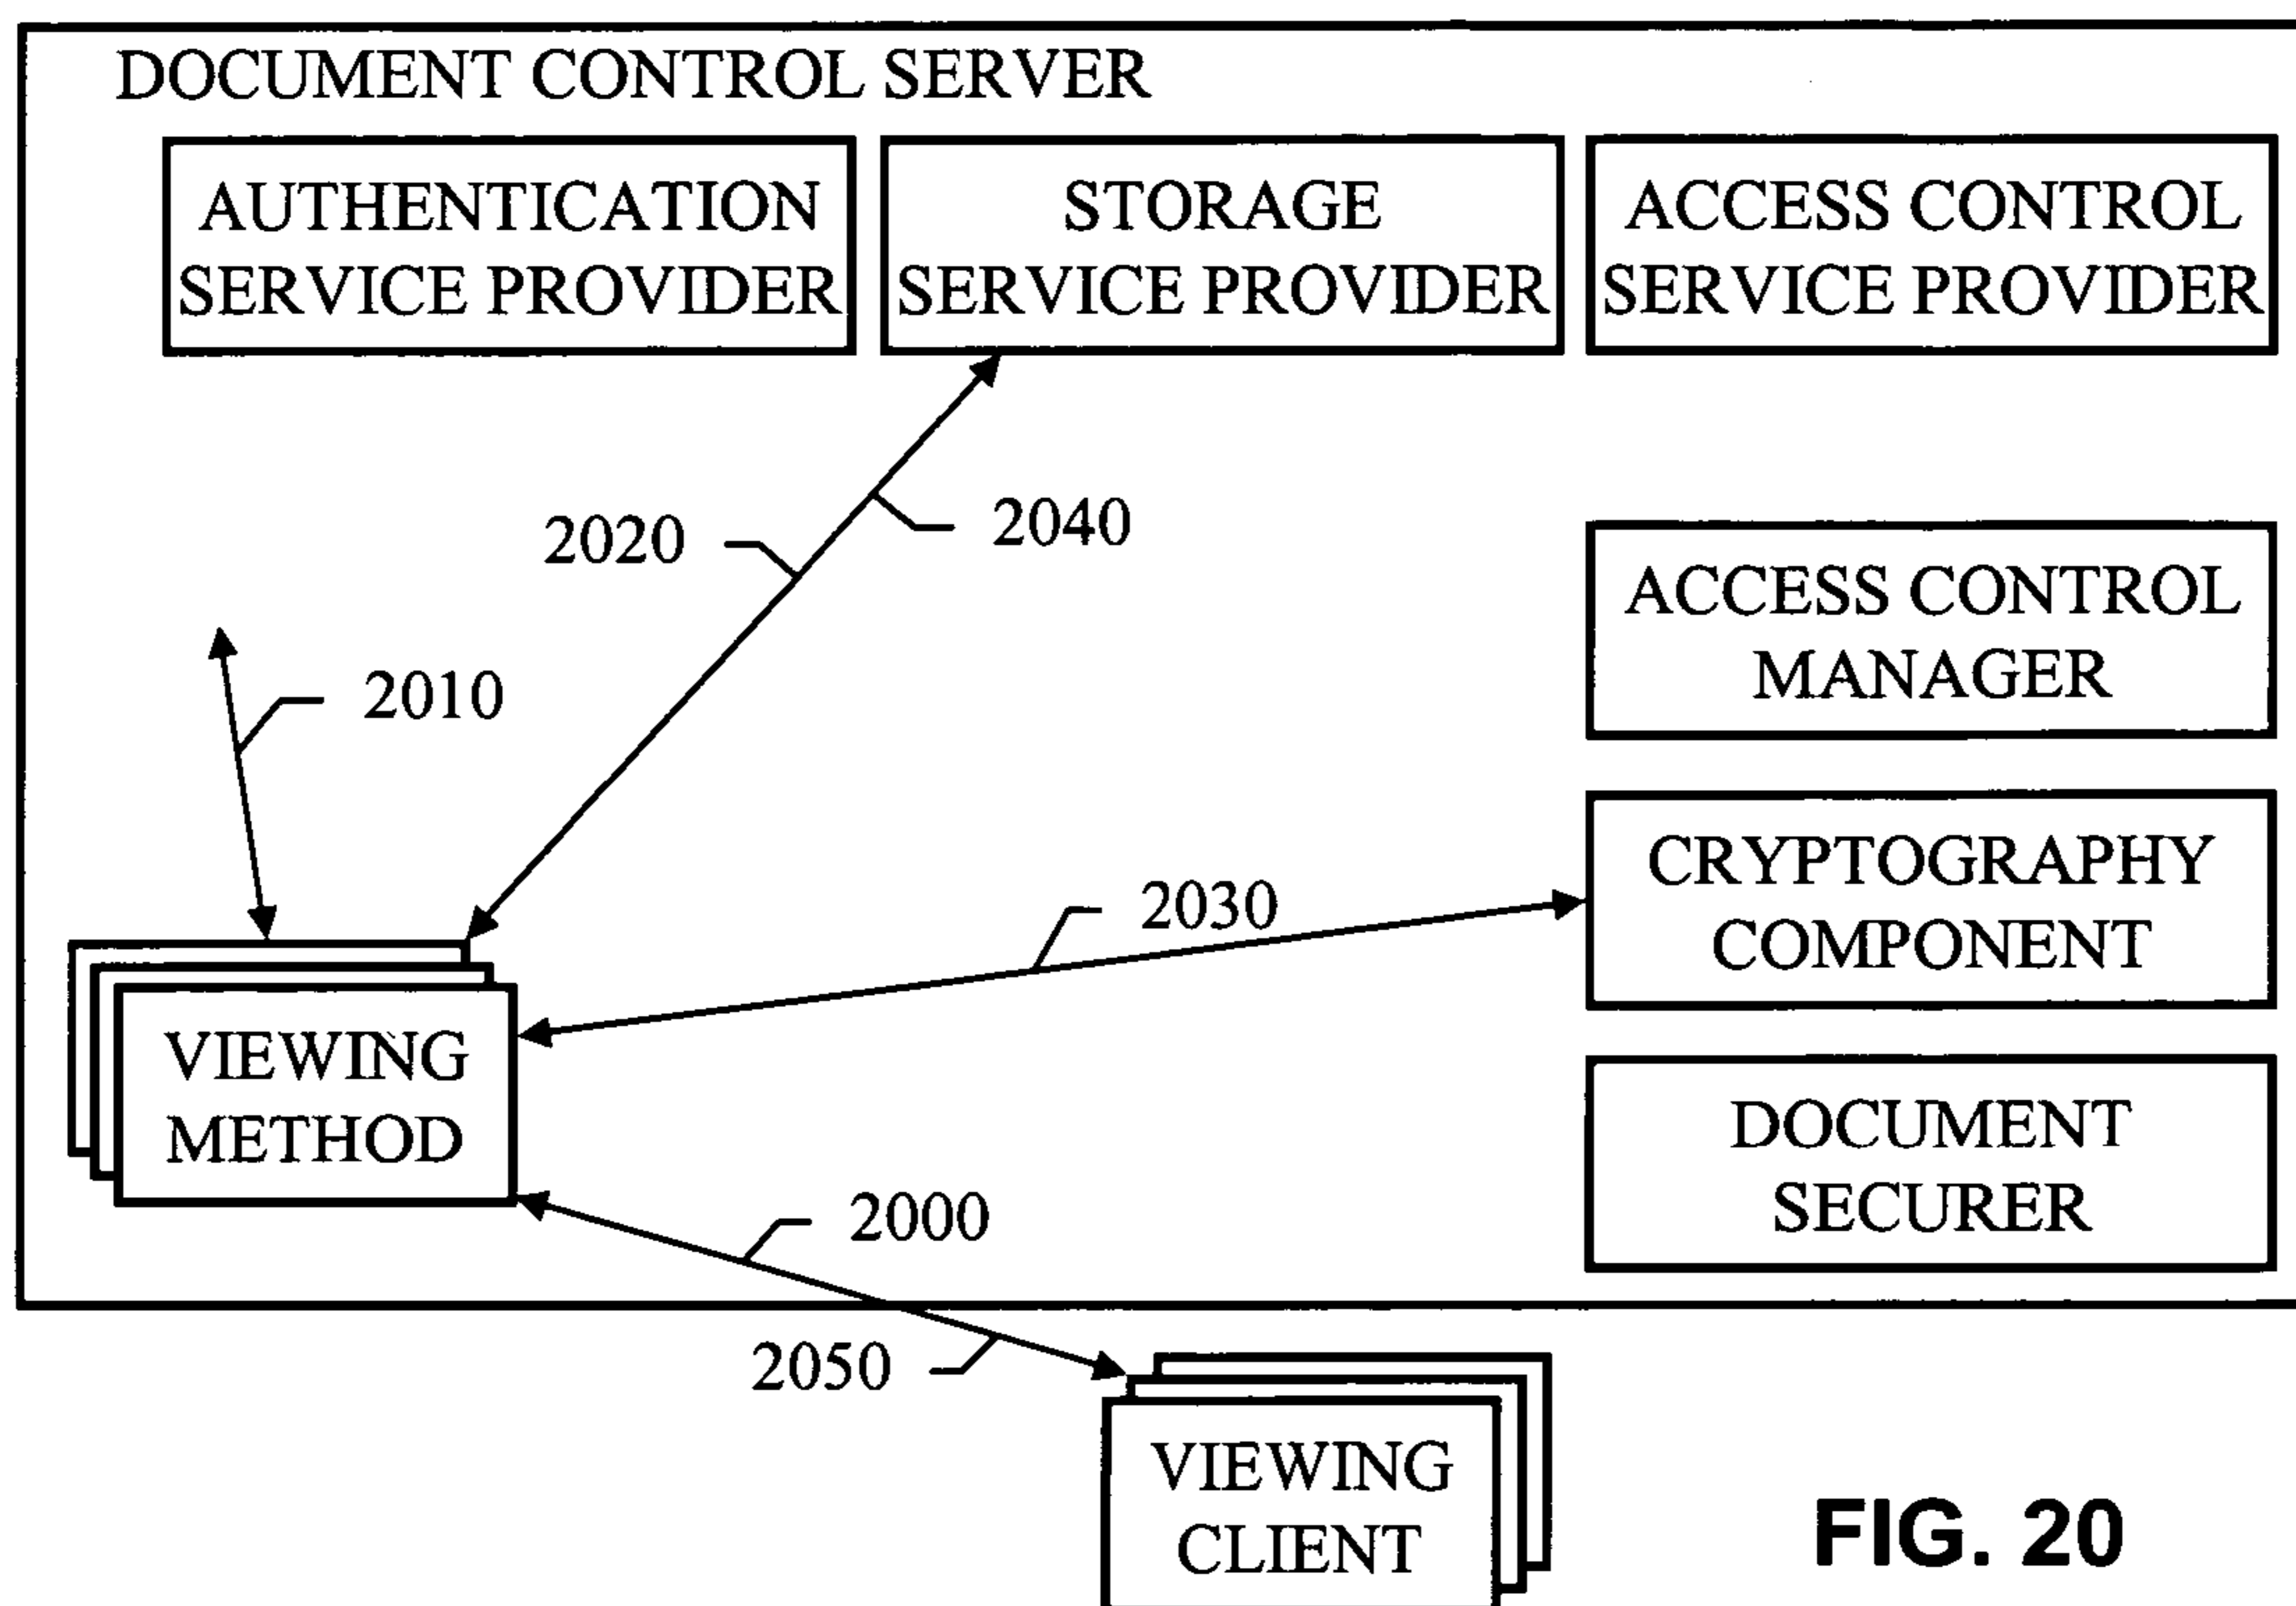 DOCUMENT CONTROL SERVER
AUTHENTICATION
SERVICE PROVIDER
STORAGE
SERVICE PROVIDER
ACCESS CONTROL
SERVICE PROVIDER
2020
2040
2010
ACCESS CONTROL
MANAGER
2030
CRYPTOGRAPHY
COMPONENT
VIEWING
METHOD
DOCUMENT
SECURER
2000
2050
VIEWING
CLIENT
FIG. 20